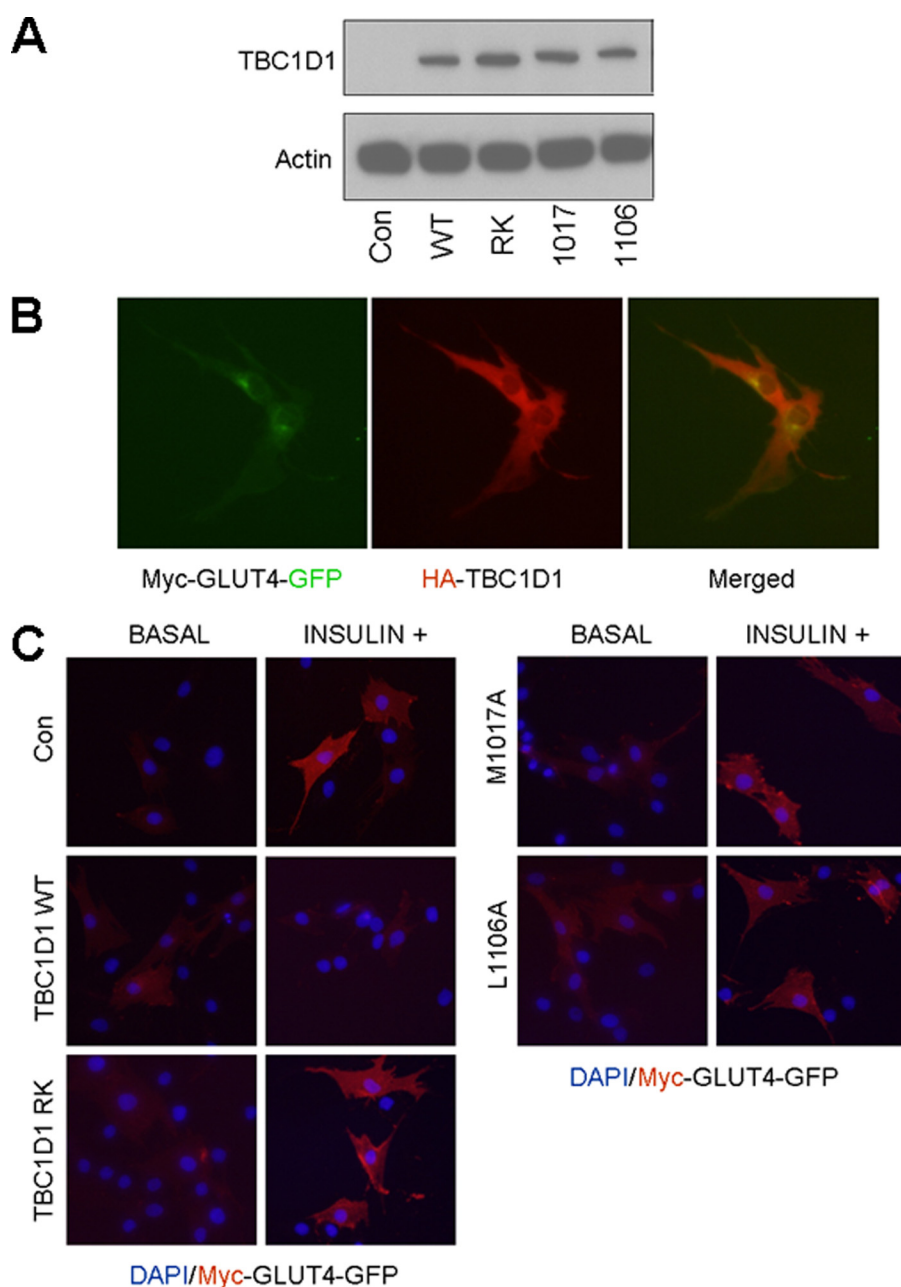 A
TBC1D1
Actin
Con
WT
RK
1017
1106
B
Myc-GLUT4-GFP
HA-TBC1D1
Merged
C
BASAL
INSULIN +
Con
TBC1D1 WT
TBC1D1 RK
DAPI/Myc-GLUT4-GFP
BASAL
INSULIN +
M1017A
L1106A
DAPI/Myc-GLUT4-GFP